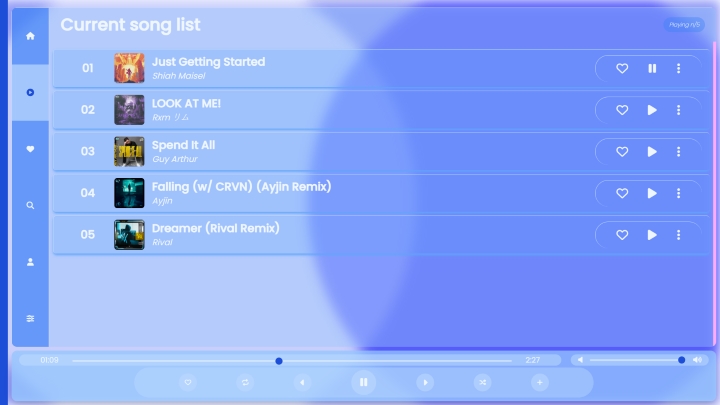 Current song list
Playing n/5
01
Just Getting Started
Shiah Maisel
02
LOOK AT ME!
Rxm リム
03
Spend It All
Guy Arthur
04
Falling (w/ CRVN) (Ayjin Remix)
Ayjin
05
Dreamer (Rival Remix)
Rival
01:09
2:27